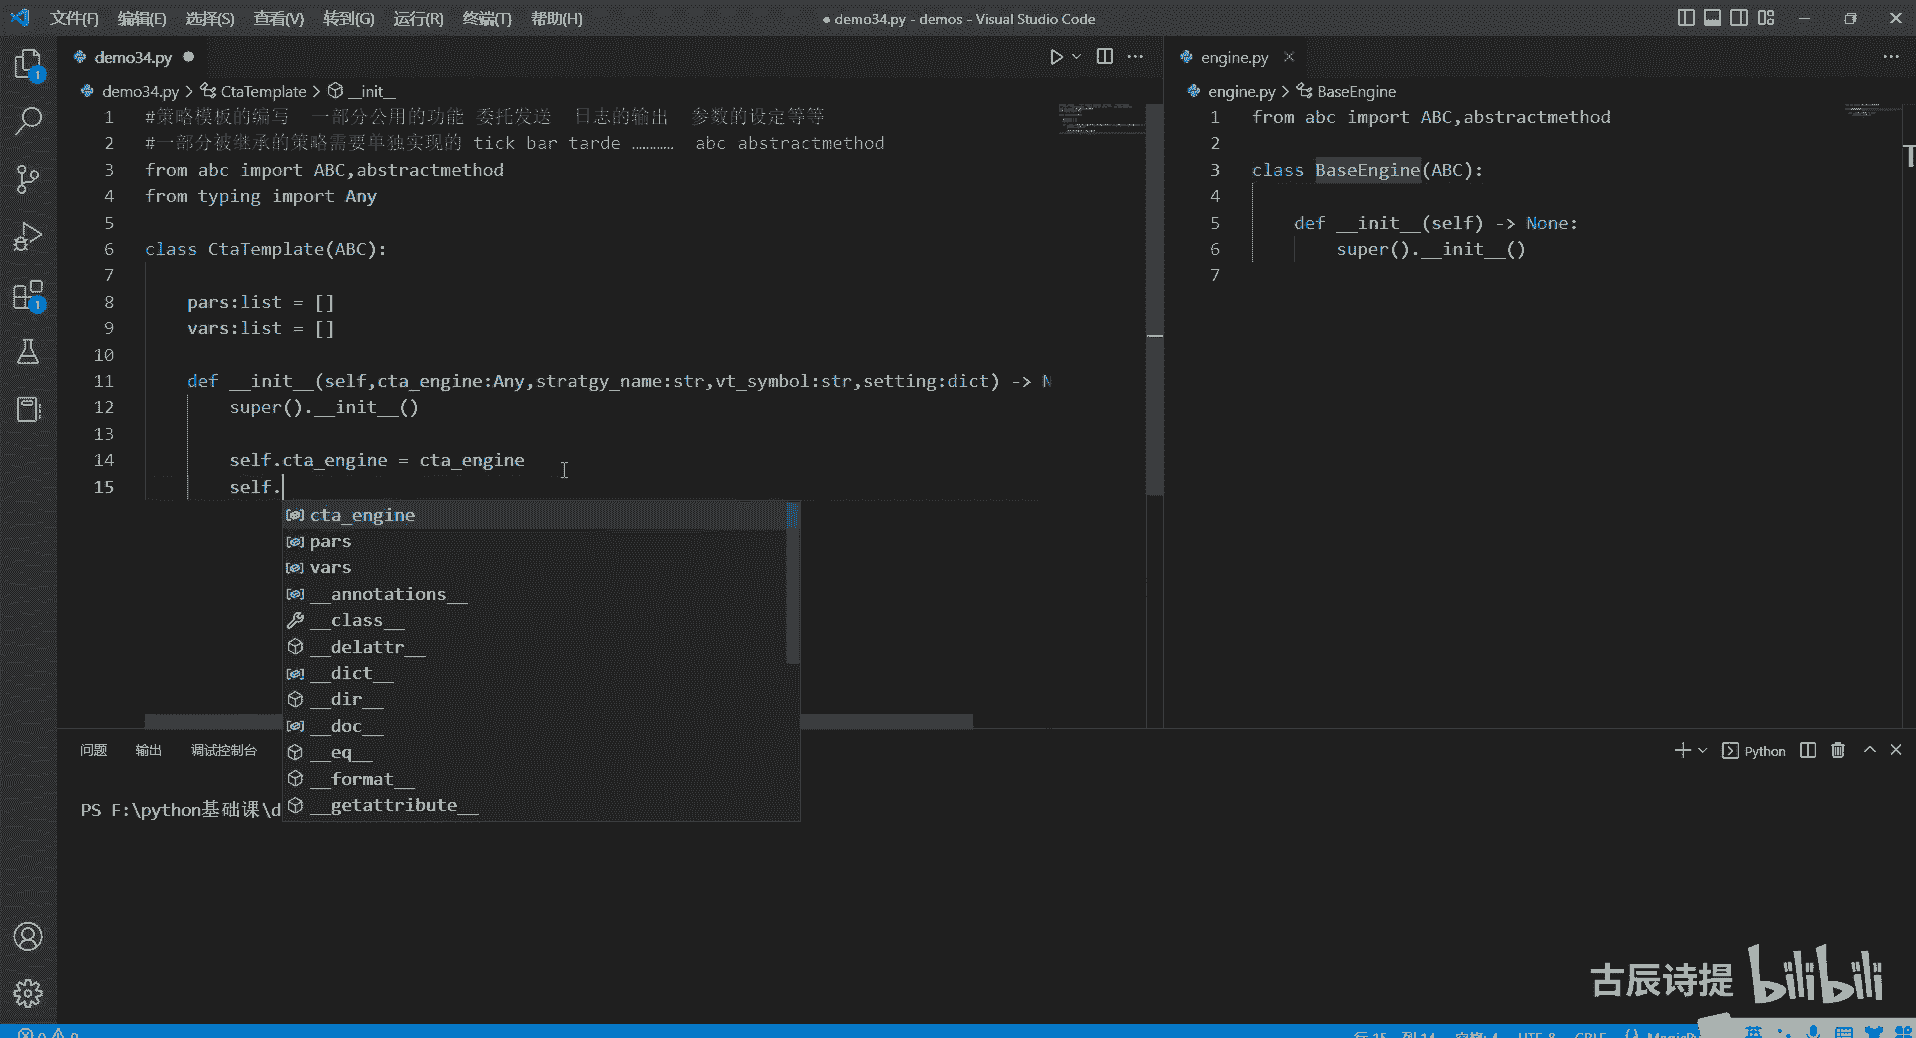 文件(F) 编辑(E) 选择(S) 查看(V) 转到(G) 运行(R) 终端(T) 帮助(H) ● demo34.py - demos - Visual Studio Code
demo34.py ●
demo34.py > CtaTemplate > __init__
1 #策略模板的编写 一部分公用的功能 委托发送 日志的输出 参数的设定等等
2 #一部分被继承的策略需要单独实现的 tick bar tarde ………… abc abstractmethod
3 from abc import ABC,abstractmethod
4 from typing import Any
5
6 class CtaTemplate(ABC):
7
8 pars:list = []
9 vars:list = []
10
11 def __init__(self,cta_engine:Any,stratgy_name:str,vt_symbol:str,setting:dict) -> N
12 super().__init__()
13
14 self.cta_engine = cta_engine
15 self.
cta_engine
pars
vars
__annotations__
__class__
__delattr__
__dict__
__dir__
__doc__
__eq__
__format__
__getattribute__
engine.py ×
engine.py > BaseEngine
1 from abc import ABC,abstractmethod
2
3 class BaseEngine(ABC):
4
5 def __init__(self) -> None:
6 super().__init__()
7
问题 输出 调试控制台 Python
PS F:\python基础课\d
古辰诗提 bilibili
1
1
英